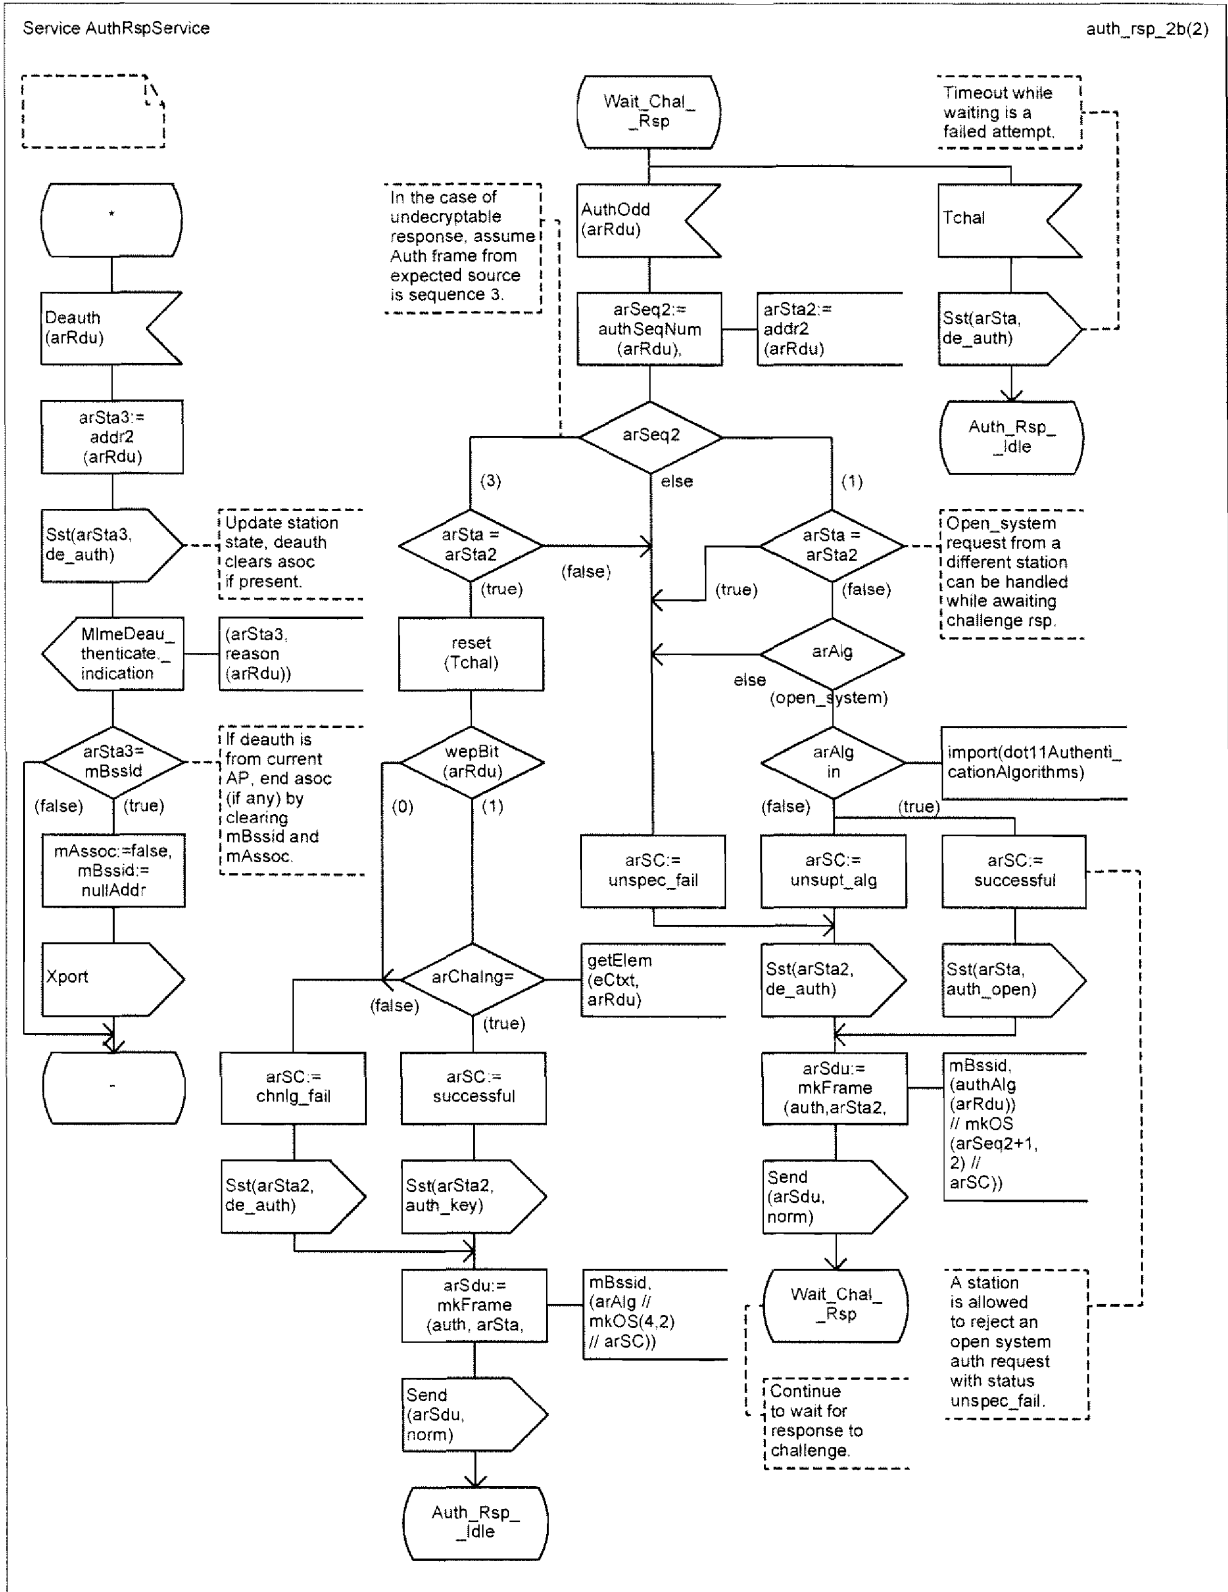 Service AuthRspService
auth_rsp_2b(2)
*
Deauth
(arRdu)
arSta3:=
addr2
(arRdu)
Sst(arSta3,
de_auth)
Update station
state, deauth
clears asoc
if present.
MlmeDeau_
thenticate._
indication
(arSta3,
reason
(arRdu))
arSta3=
mBssid
(false)
(true)
If deauth is
from current
AP, end asoc
(if any) by
clearing
mBssid and
mAssoc.
mAssoc:=false,
mBssid:=
nullAddr
Xport
-
Wait_Chal_
_Rsp
Timeout while
waiting is a
failed attempt.
In the case of
undecryptable
response, assume
Auth frame from
expected source
is sequence 3.
AuthOdd
(arRdu)
Tchal
arSeq2:=
authSeqNum
(arRdu),
arSta2:=
addr2
(arRdu)
Sst(arSta,
de_auth)
Auth_Rsp_
_Idle
arSeq2
(3)
else
(1)
arSta =
arSta2
(false)
(true)
arSta =
arSta2
(true)
(false)
Open_system
request from a
different station
can be handled
while awaiting
challenge rsp.
reset
(Tchal)
arAlg
else
(open_system)
wepBit
(arRdu)
(0)
(1)
arAlg
in
import(dot11Authenti_
cationAlgorithms)
(false)
(true)
arSC:=
unspec_fail
arSC:=
unsupt_alg
arSC:=
successful
arChalng=
getElem
(eCtxt,
arRdu)
(false)
(true)
Sst(arSta2,
de_auth)
Sst(arSta,
auth_open)
arSC:=
chnlg_fail
arSC:=
successful
arSdu:=
mkFrame
(auth,arSta2,
mBssid,
(authAlg
(arRdu))
// mkOS
(arSeq2+1,
2) //
arSC))
Sst(arSta2,
de_auth)
Sst(arSta2,
auth_key)
Send
(arSdu,
norm)
arSdu:=
mkFrame
(auth, arSta,
mBssid,
(arAlg //
mkOS(4,2)
// arSC))
Wait_Chal_
_Rsp
A station
is allowed
to reject an
open system
auth request
with status
unspec_fail.
Send
(arSdu,
norm)
Continue
to wait for
response to
challenge.
Auth_Rsp_
_Idle